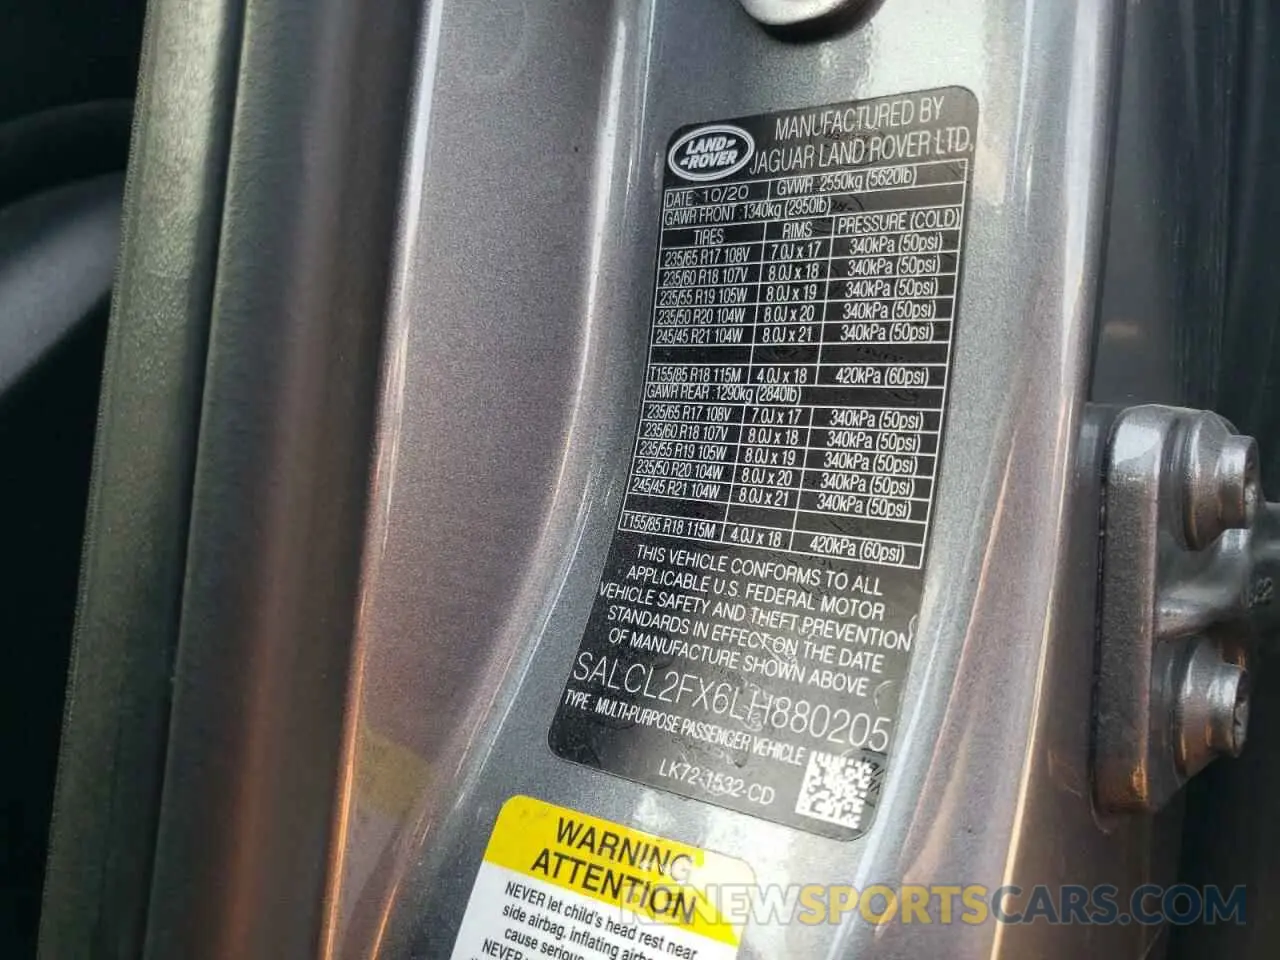 LAND-
-ROVER
MANUFACTURED BY
JAGUAR LAND ROVER LTD.
DATE : 10/20 GVWR :2550kg (5620lb)
GAWR FRONT :1340kg (2950lb)
TIRES RIMS PRESSURE (COLD)
235/65 R17 108V 7.0J x 17 340kPa (50psi)
235/60 R18 107V 8.0J x 18 340kPa (50psi)
235/55 R19 105W 8.0J x 19 340kPa (50psi)
235/50 R20 104W 8.0J x 20 340kPa (50psi)
245/45 R21 104W 8.0J x 21 340kPa (50psi)
T155/85 R18 115M 4.0J x 18 420kPa (60psi)
GAWR REAR :1290kg (2840lb)
235/65 R17 108V 7.0J x 17 340kPa (50psi)
235/60 R18 107V 8.0J x 18 340kPa (50psi)
235/55 R19 105W 8.0J x 19 340kPa (50psi)
235/50 R20 104W 8.0J x 20 340kPa (50psi)
245/45 R21 104W 8.0J x 21 340kPa (50psi)
T155/85 R18 115M 4.0J x 18 420kPa (60psi)
THIS VEHICLE CONFORMS TO ALL
APPLICABLE U.S. FEDERAL MOTOR
VEHICLE SAFETY AND THEFT PREVENTION
STANDARDS IN EFFECT ON THE DATE
OF MANUFACTURE SHOWN ABOVE
SALCL2FX6LH880205
TYPE : MULTI-PURPOSE PASSENGER VEHICLE
LK72-1532-CD
WARNING
ATTENTION
NEVER let child's head rest near
side airbag, inflating
cause
NEVER
RENEWSPORTSCARS.COM